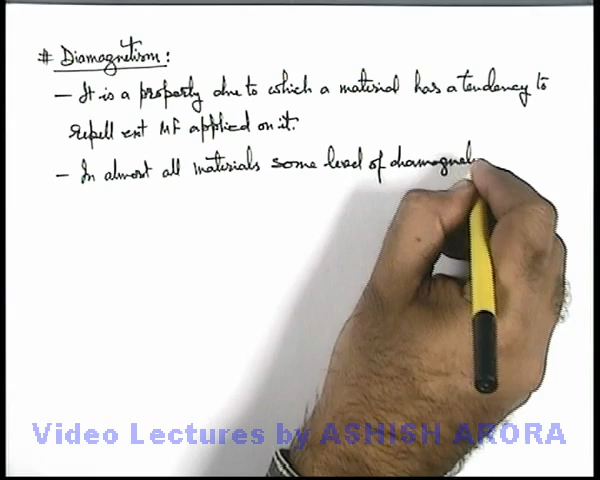 # Diamagnetism:
– It is a property due to which a material has a tendency to
repell ext MF applied on it.
– In almost all materials some level of diamagnet
Video Lectures by ASHISH ARORA